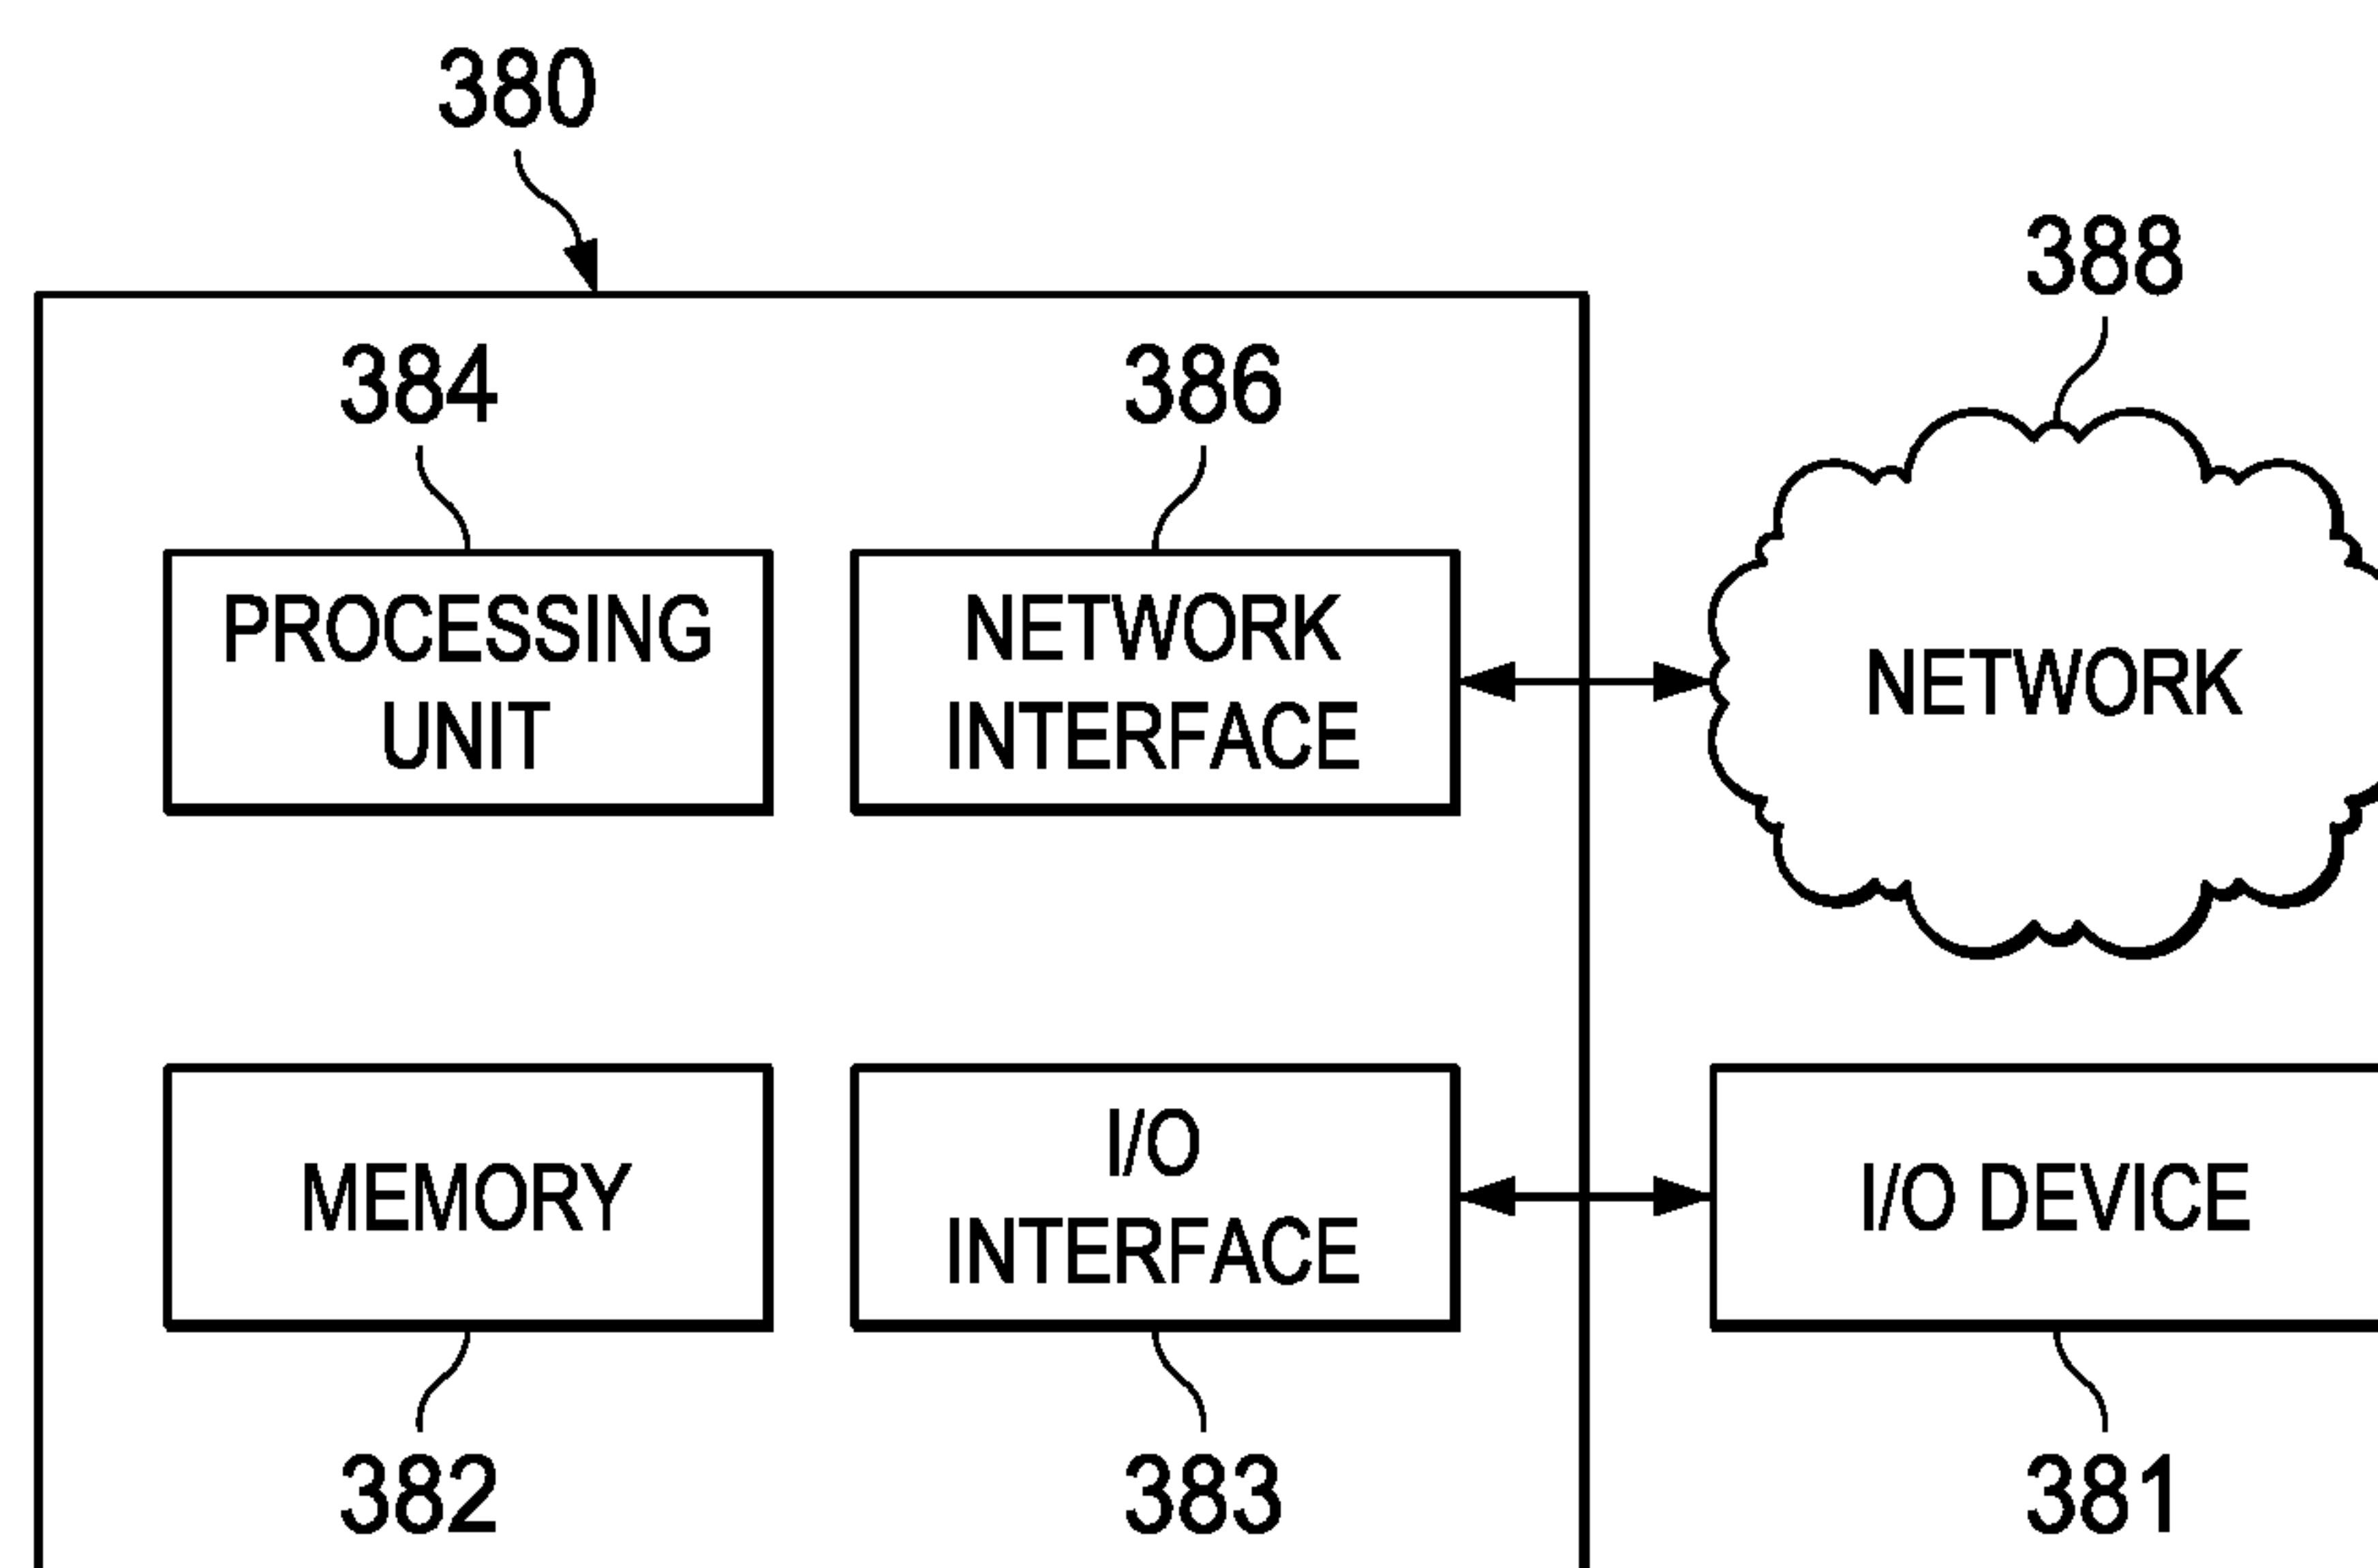 380
388
384
386
PROCESSING
UNIT
NETWORK
INTERFACE
NETWORK
MEMORY
I/O
INTERFACE
I/O DEVICE
382
383
381